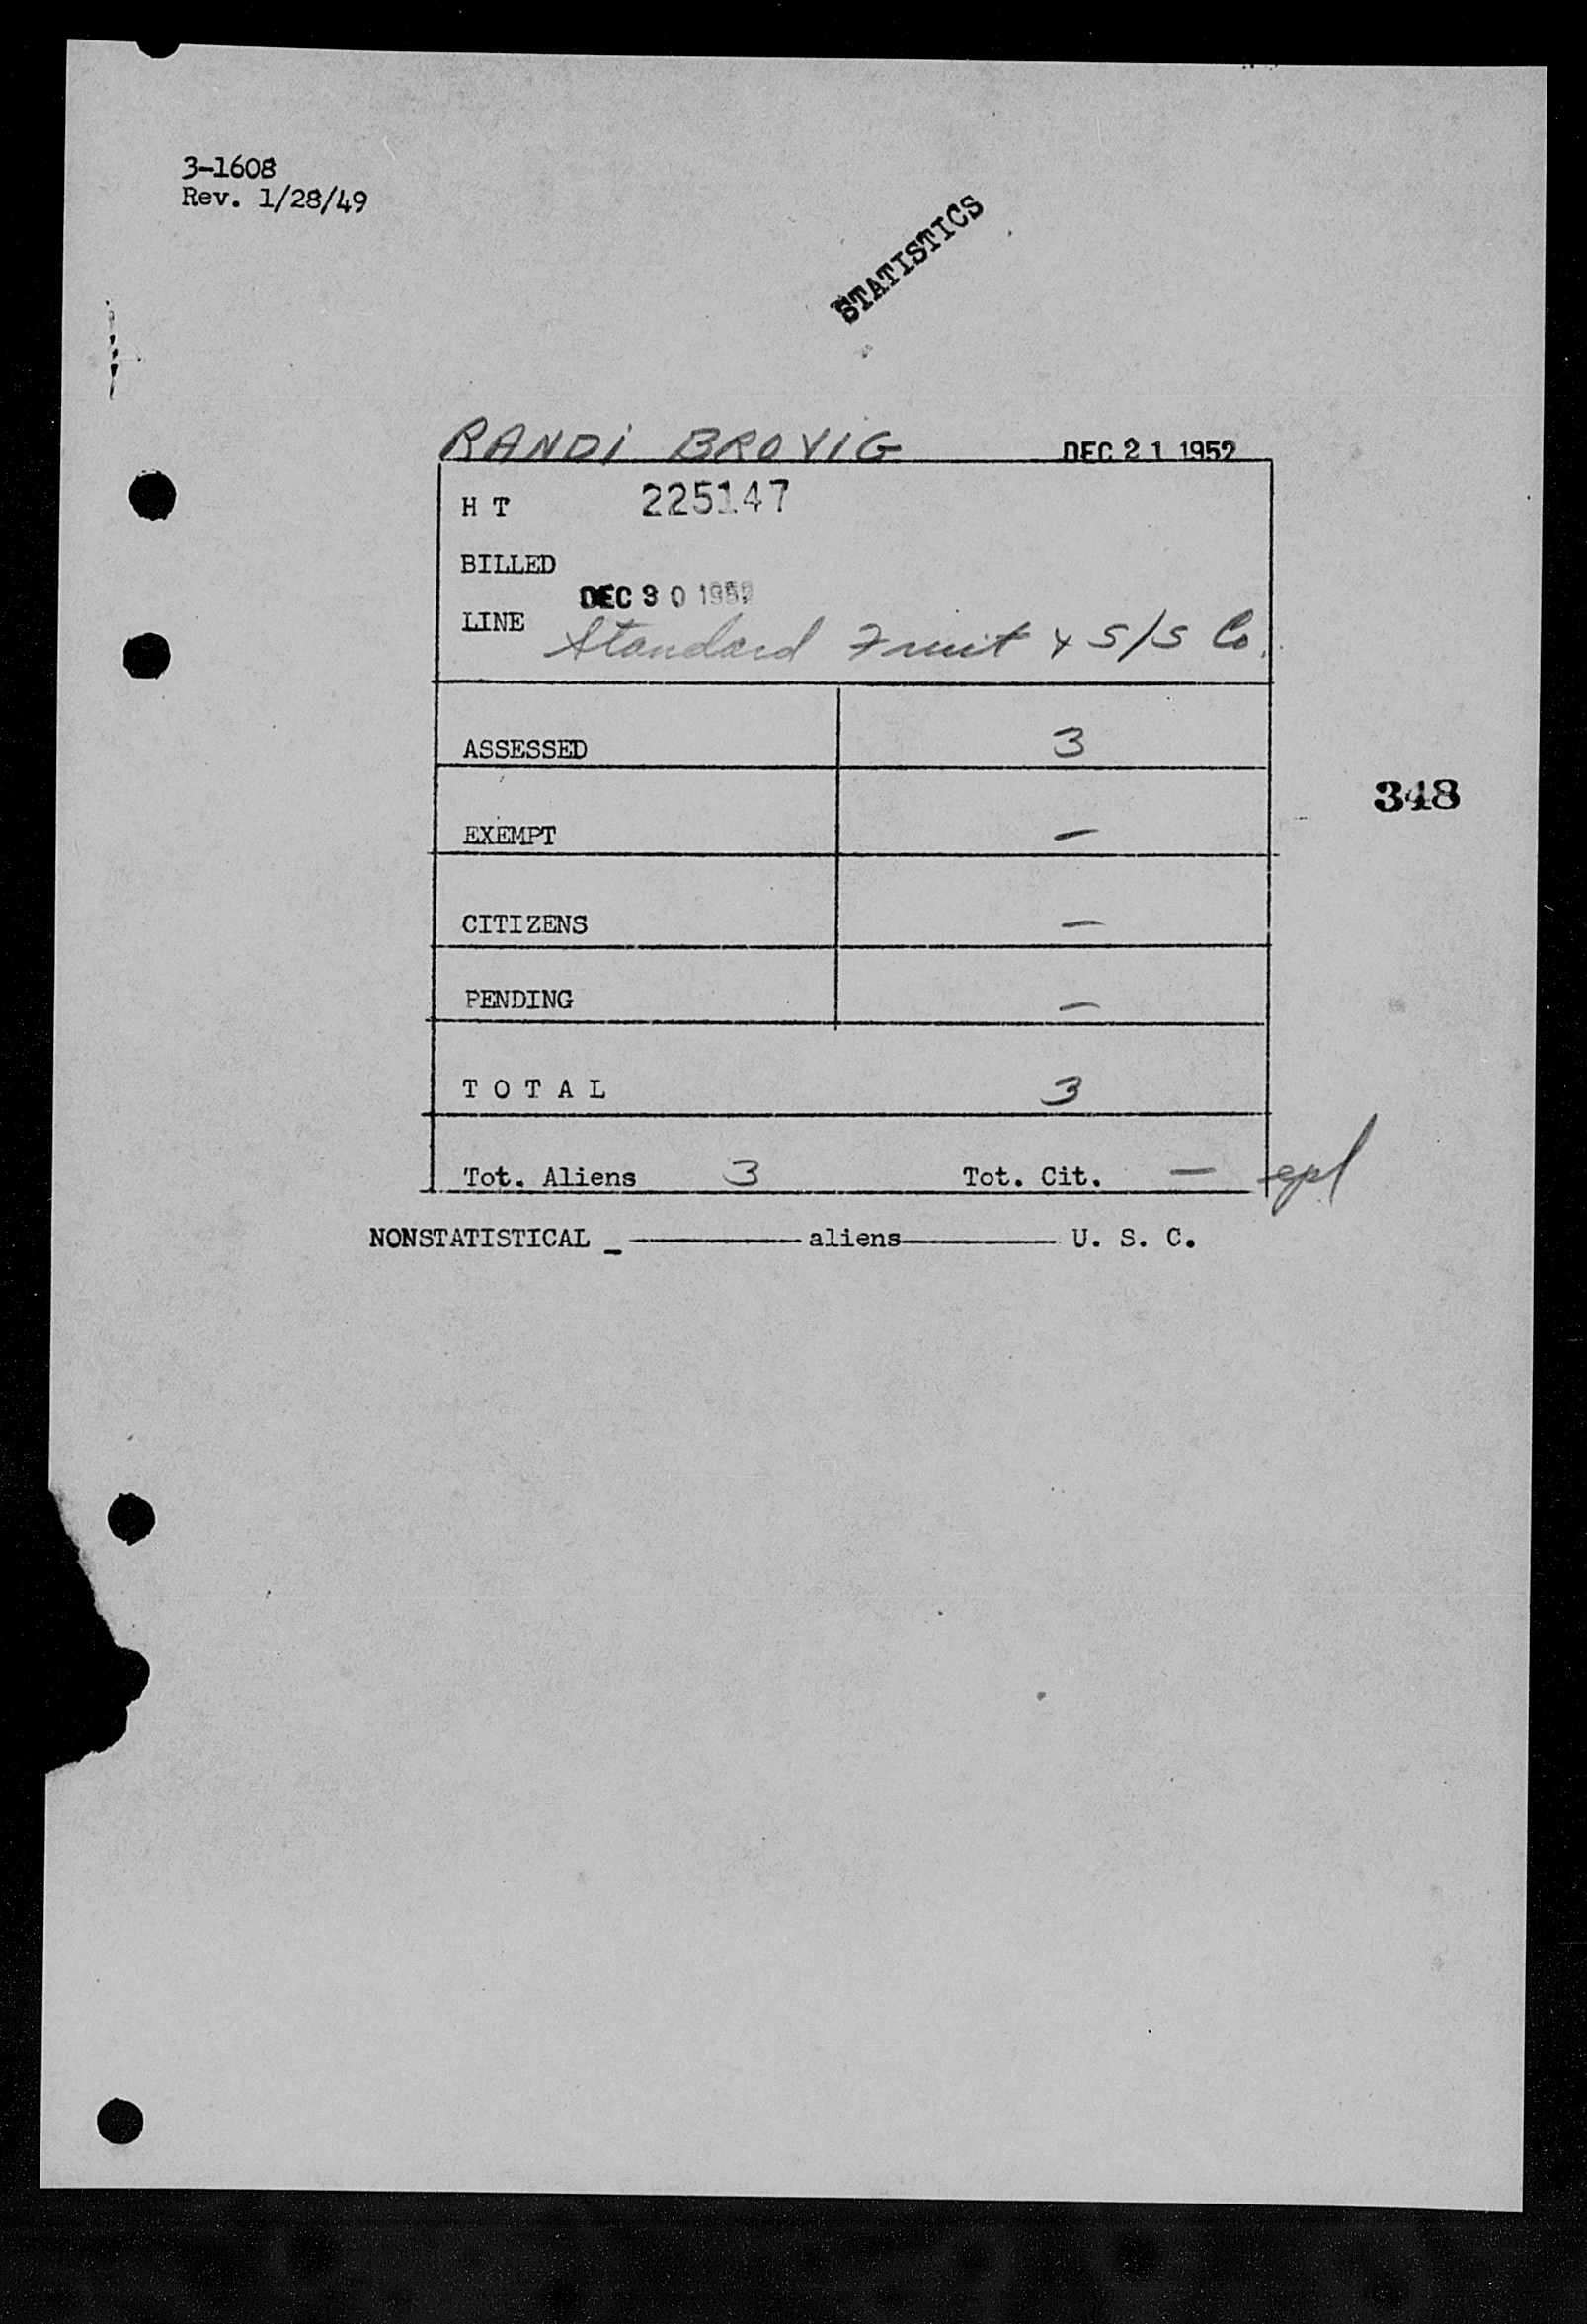 3-1608
Rev. 1/28/49
STATISTICS
RANDI BROVIG DEC 21 1952
H T 225147
BILLED
DEC 30 1952
LINE Standard Fruit & S/S Co.
ASSESSED 3
348
EXEMPT —
CITIZENS —
PENDING —
T O T A L 3
Tot. Aliens 3 Tot. Cit. — epl
NONSTATISTICAL _ ———— aliens ———— U. S. C.